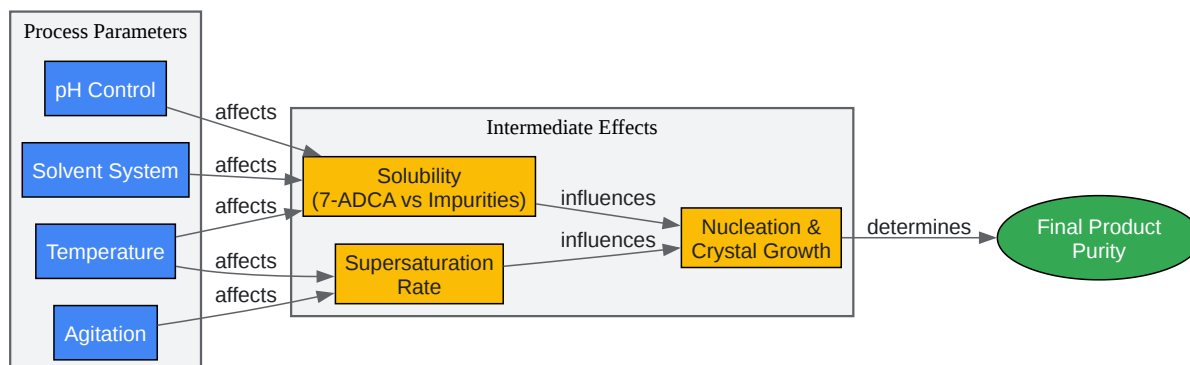 Process Parameters
pH Control
Solvent System
Temperature
Agitation
affects
affects
affects
affects
affects
Intermediate Effects
Solubility
(7-ADCA vs Impurities)
Supersaturation
Rate
influences
influences
Nucleation &
Crystal Growth
determines
Final Product
Purity